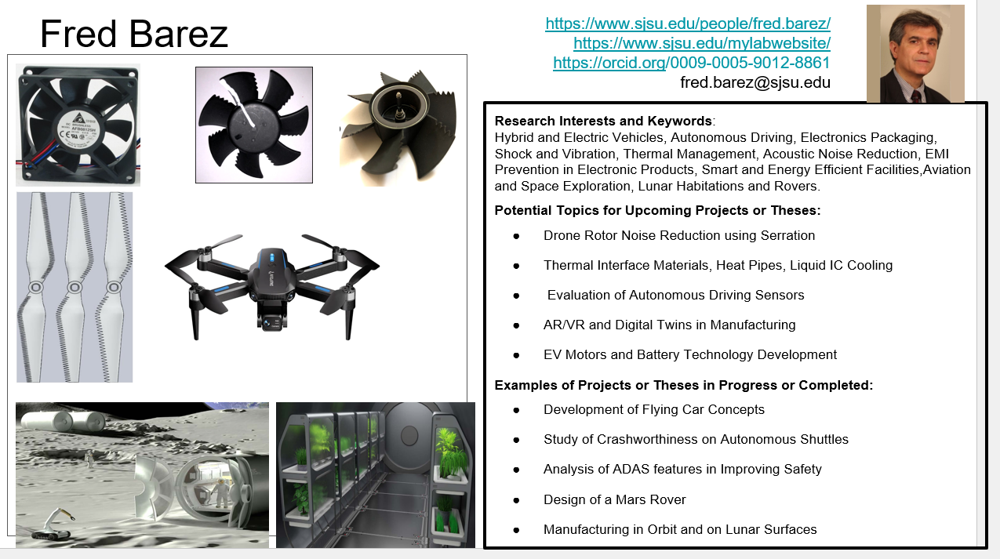 Fred Barez
https://www.sjsu.edu/people/fred.barez/
https://www.sjsu.edu/mylabwebsite/
https://orcid.org/0009-0005-9012-8861
fred.barez@sjsu.edu
Research Interests and Keywords:
Hybrid and Electric Vehicles, Autonomous Driving, Electronics Packaging,
Shock and Vibration, Thermal Management, Acoustic Noise Reduction, EMI
Prevention in Electronic Products, Smart and Energy Efficient Facilities,Aviation
and Space Exploration, Lunar Habitations and Rovers.
Potential Topics for Upcoming Projects or Theses:
● Drone Rotor Noise Reduction using Serration
● Thermal Interface Materials, Heat Pipes, Liquid IC Cooling
● Evaluation of Autonomous Driving Sensors
● AR/VR and Digital Twins in Manufacturing
● EV Motors and Battery Technology Development
Examples of Projects or Theses in Progress or Completed:
● Development of Flying Car Concepts
● Study of Crashworthiness on Autonomous Shuttles
● Analysis of ADAS features in Improving Safety
● Design of a Mars Rover
● Manufacturing in Orbit and on Lunar Surfaces
DC BRUSHLESS
AFB0812SH